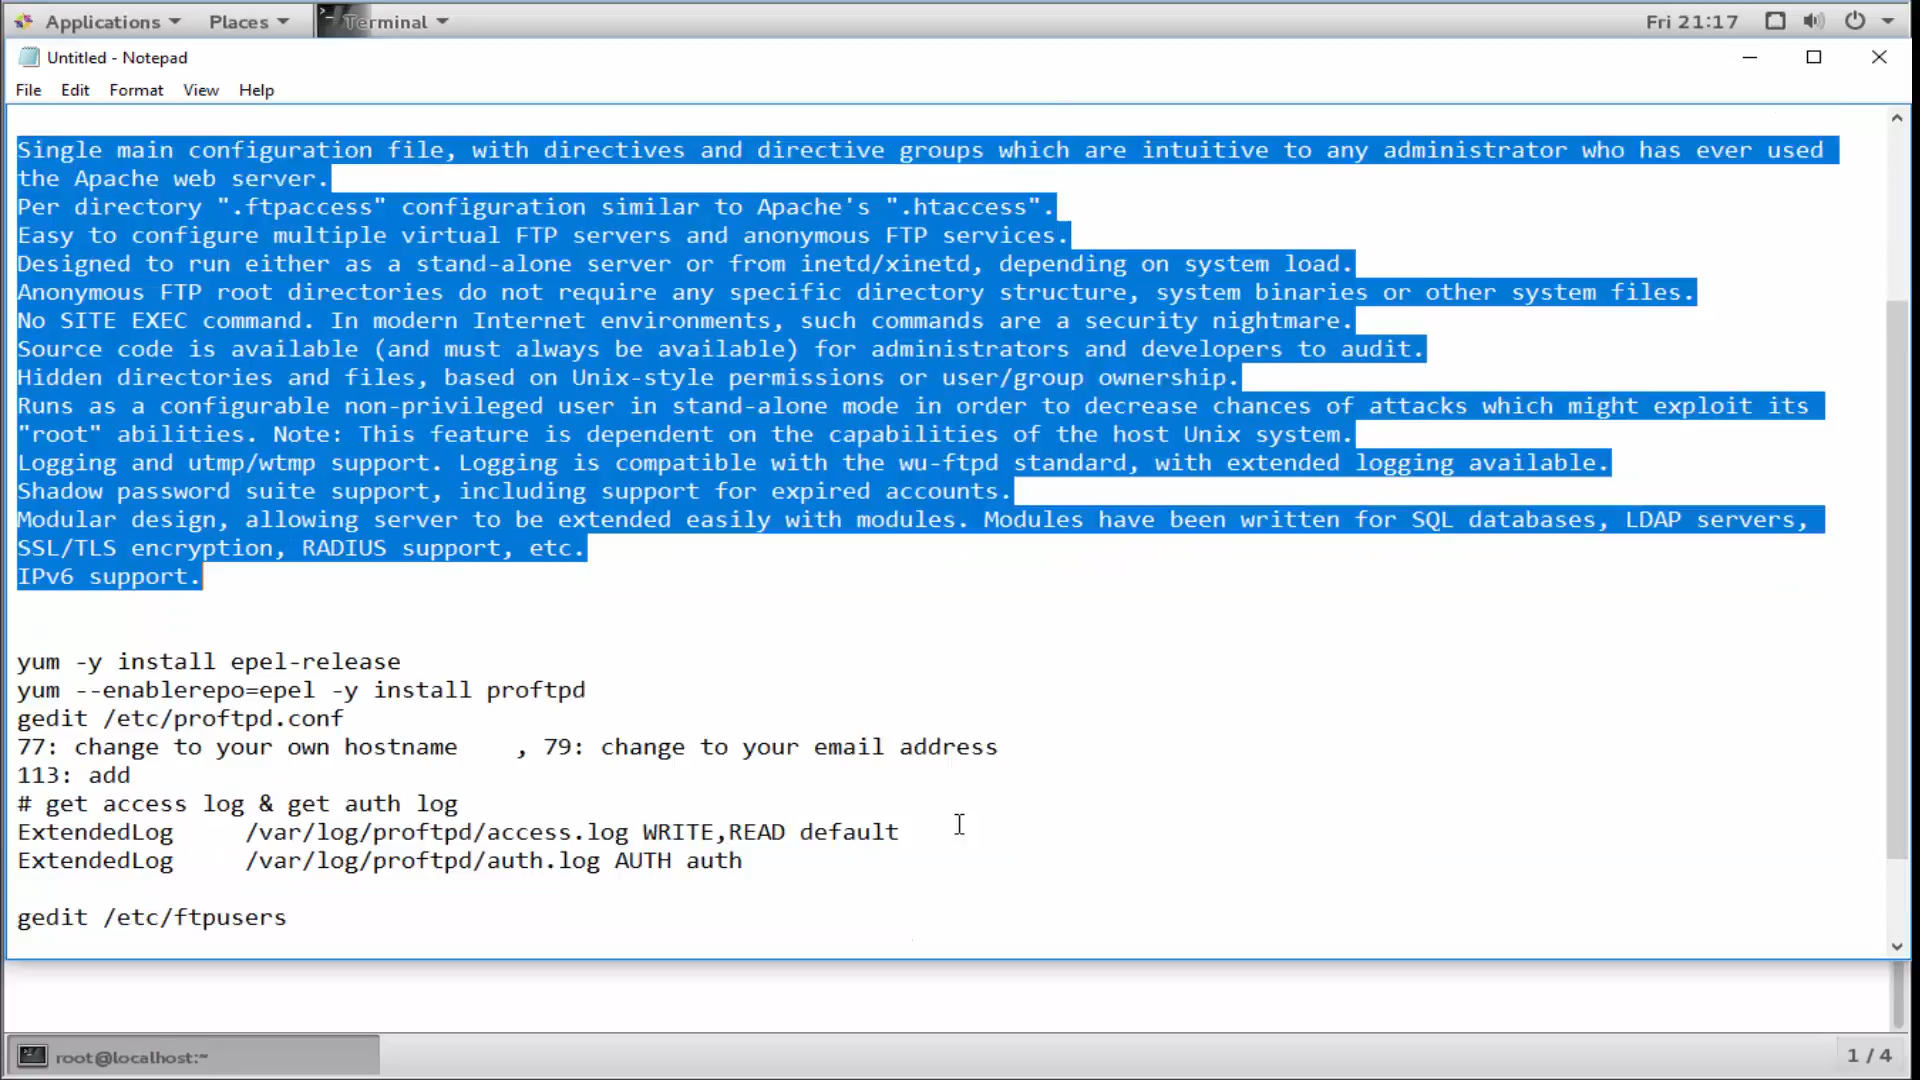 Applications Places Terminal Fri 21:17
Untitled - Notepad
File Edit Format View Help
Single main configuration file, with directives and directive groups which are intuitive to any administrator who has ever used
the Apache web server.
Per directory ".ftpaccess" configuration similar to Apache's ".htaccess".
Easy to configure multiple virtual FTP servers and anonymous FTP services.
Designed to run either as a stand-alone server or from inetd/xinetd, depending on system load.
Anonymous FTP root directories do not require any specific directory structure, system binaries or other system files.
No SITE EXEC command. In modern Internet environments, such commands are a security nightmare.
Source code is available (and must always be available) for administrators and developers to audit.
Hidden directories and files, based on Unix-style permissions or user/group ownership.
Runs as a configurable non-privileged user in stand-alone mode in order to decrease chances of attacks which might exploit its
"root" abilities. Note: This feature is dependent on the capabilities of the host Unix system.
Logging and utmp/wtmp support. Logging is compatible with the wu-ftpd standard, with extended logging available.
Shadow password suite support, including support for expired accounts.
Modular design, allowing server to be extended easily with modules. Modules have been written for SQL databases, LDAP servers,
SSL/TLS encryption, RADIUS support, etc.
IPv6 support.
yum -y install epel-release
yum --enablerepo=epel -y install proftpd
gedit /etc/proftpd.conf
77: change to your own hostname , 79: change to your email address
113: add
# get access log & get auth log
ExtendedLog /var/log/proftpd/access.log WRITE,READ default
ExtendedLog /var/log/proftpd/auth.log AUTH auth
gedit /etc/ftpusers
root@localhost:~ 1 / 4